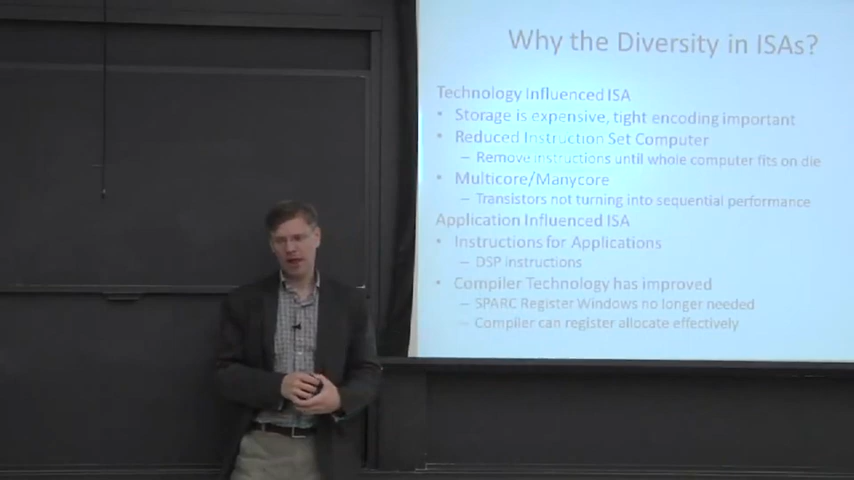 Why the Diversity in ISAs?
Technology Influenced ISA
• Storage is expensive, tight encoding important
• Reduced Instruction Set Computer
– Remove instructions until whole computer fits on die
• Multicore/Manycore
– Transistors not turning into sequential performance
Application Influenced ISA
• Instructions for Applications
– DSP instructions
• Compiler Technology has improved
– SPARC Register Windows no longer needed
– Compiler can register allocate effectively